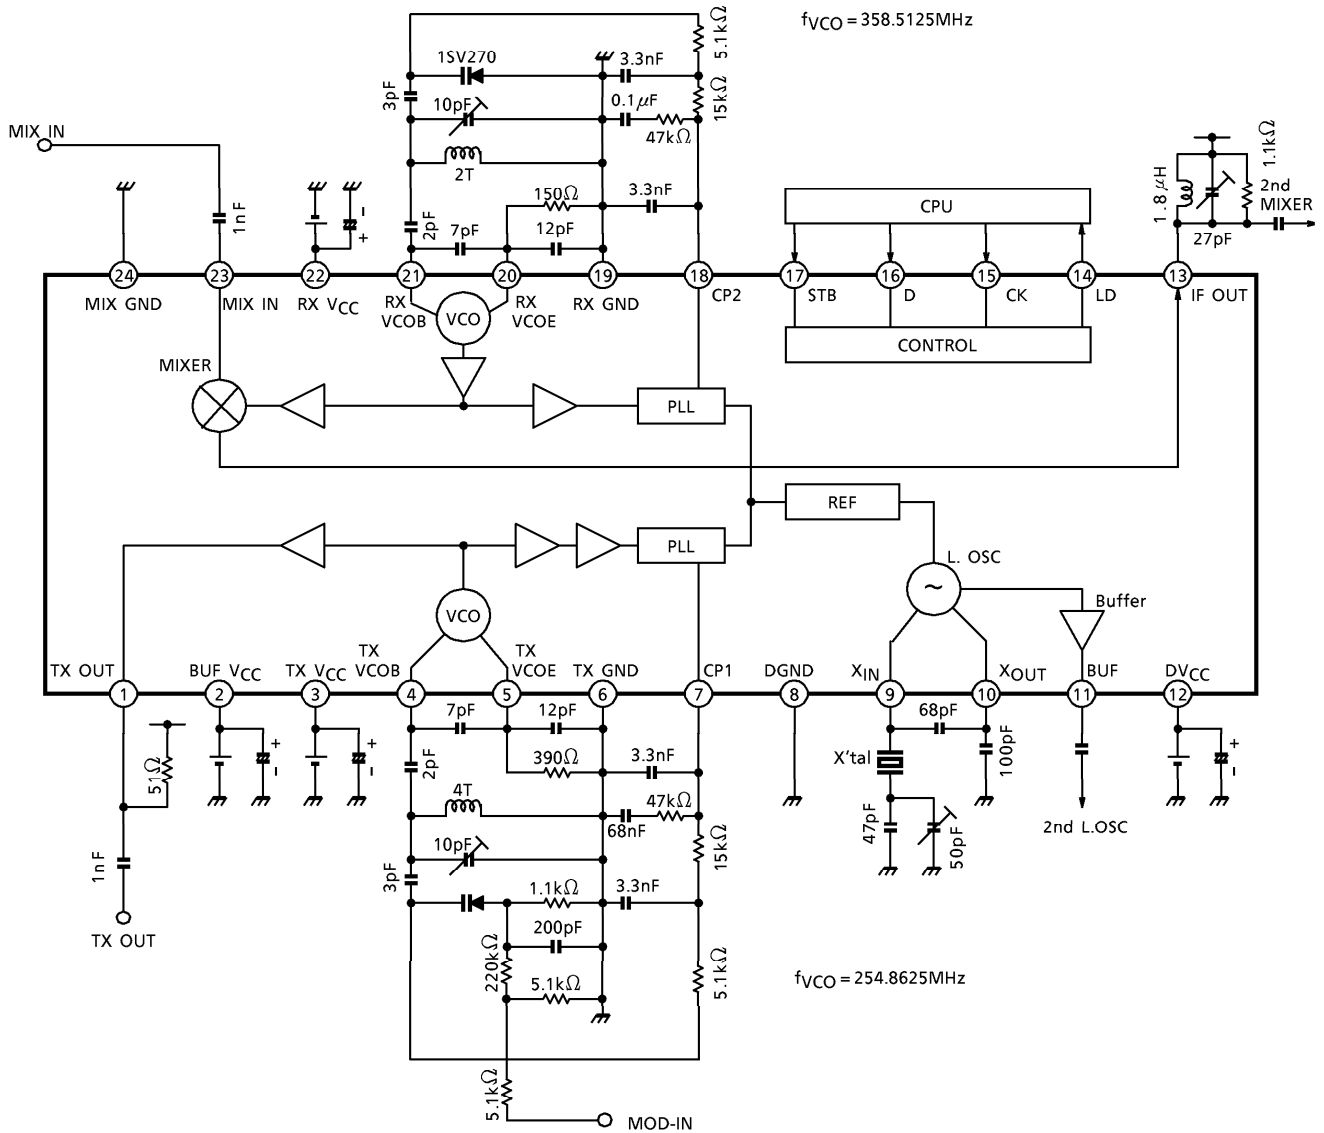 fVCO = 358.5125MHz
5.1kΩ
1SV270
3.3nF
3pF
10pF
0.1μF
15kΩ
47kΩ
MIX IN
2T
1nF
150Ω
3.3nF
2pF
7pF
12pF
- +
CPU
1.8μH
1.1kΩ
2nd
MIXER
27pF
24
23
22
21
20
19
18
17
16
15
14
13
MIX GND
MIX IN
RX VCC
RX
VCOB
RX
VCOE
RX GND
CP2
STB
D
CK
LD
IF OUT
VCO
CONTROL
MIXER
PLL
REF
PLL
L. OSC
~
Buffer
VCO
TX OUT
BUF VCC
TX VCC
TX
VCOB
TX
VCOE
TX GND
CP1
DGND
XIN
XOUT
BUF
DVCC
1
2
3
4
5
6
7
8
9
10
11
12
51Ω
+ -
+ -
7pF
12pF
2pF
390Ω
3.3nF
4T
47kΩ
68nF
10pF
15kΩ
3pF
1.1kΩ
3.3nF
200pF
220kΩ
5.1kΩ
5.1kΩ
5.1kΩ
MOD-IN
1nF
TX OUT
68pF
X'tal
100pF
47pF
50pF
2nd L.OSC
+ -
fVCO = 254.8625MHz